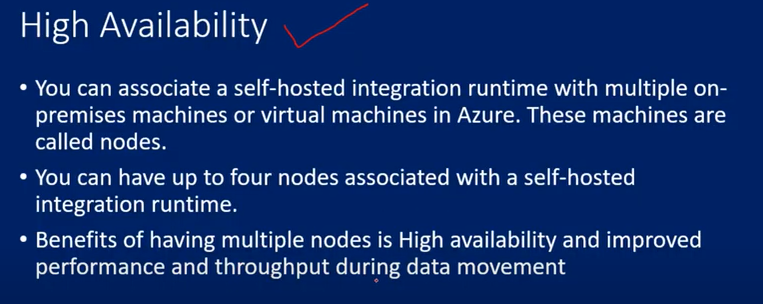 High Availability
• You can associate a self-hosted integration runtime with multiple on-
premises machines or virtual machines in Azure. These machines are
called nodes.
• You can have up to four nodes associated with a self-hosted
integration runtime.
• Benefits of having multiple nodes is High availability and improved
performance and throughput during data movement